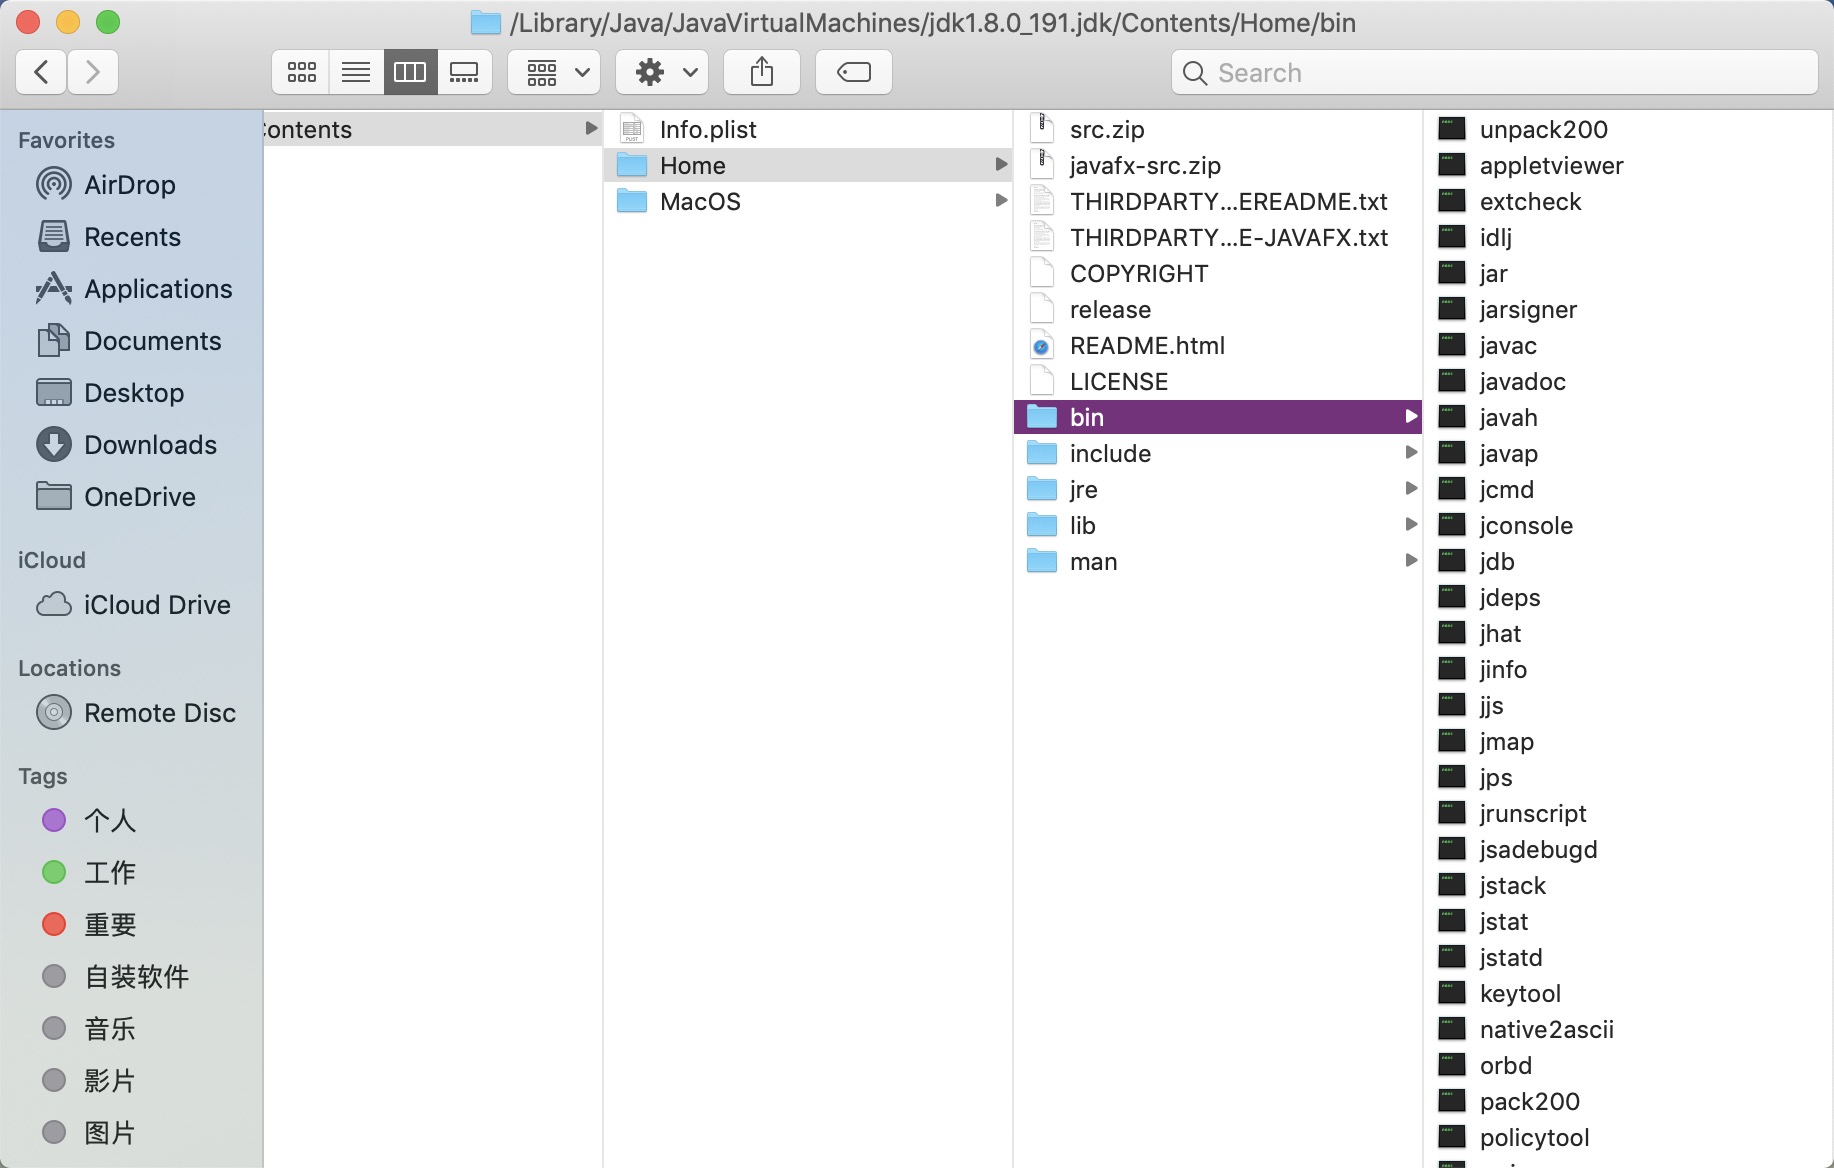 /Library/Java/JavaVirtualMachines/jdk1.8.0_191.jdk/Contents/Home/bin
Search
Favorites
AirDrop
Recents
Applications
Documents
Desktop
Downloads
OneDrive
iCloud
iCloud Drive
Locations
Remote Disc
Tags
个人
工作
重要
自装软件
音乐
影片
图片
Contents
Info.plist
Home
MacOS
src.zip
javafx-src.zip
THIRDPARTY...EREADME.txt
THIRDPARTY...E-JAVAFX.txt
COPYRIGHT
release
README.html
LICENSE
bin
include
jre
lib
man
unpack200
appletviewer
extcheck
idlj
jar
jarsigner
javac
javadoc
javah
javap
jcmd
jconsole
jdb
jdeps
jhat
jinfo
jjs
jmap
jps
jrunscript
jsadebugd
jstack
jstat
jstatd
keytool
native2ascii
orbd
pack200
policytool